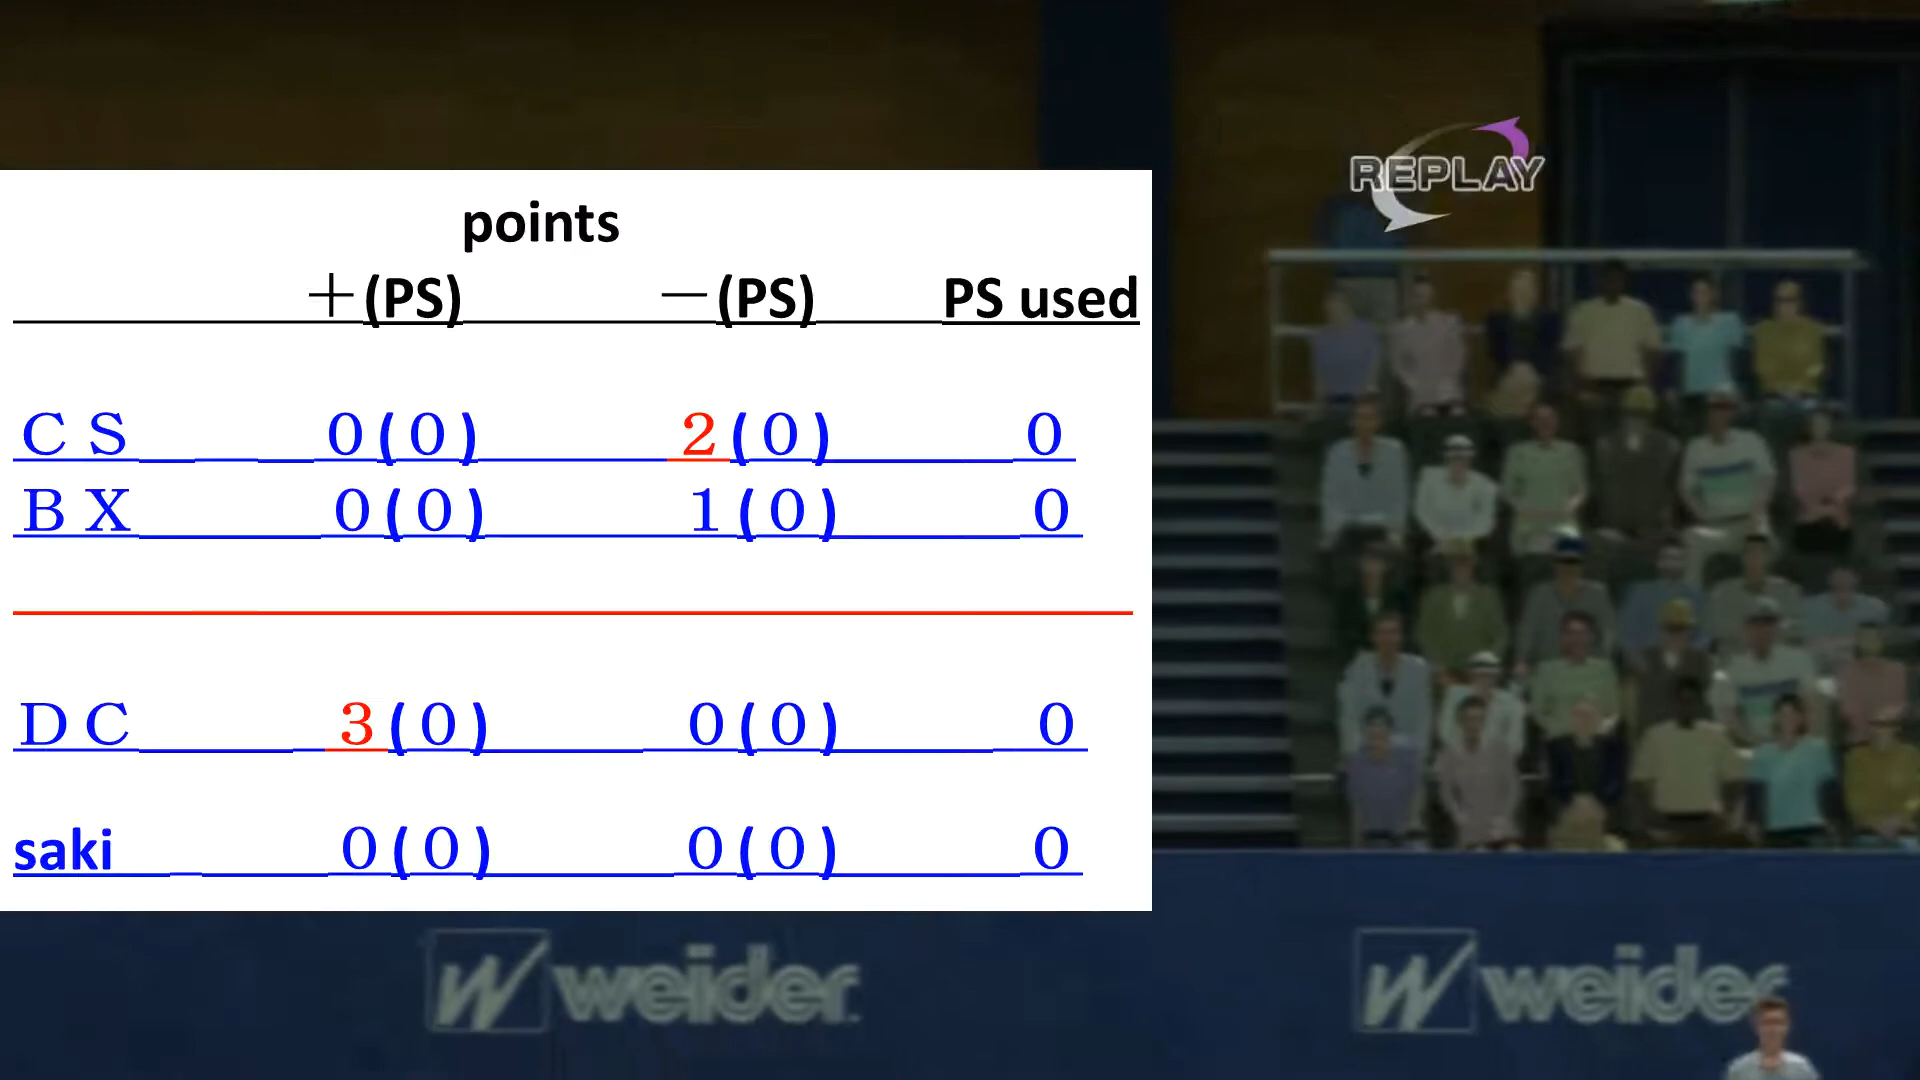 REPLAY
points
＋(PS) －(PS) PS used
C S 0(0) 2(0) 0
B X 0(0) 1(0) 0
D C 3(0) 0(0) 0
saki 0(0) 0(0) 0
W weider W weider